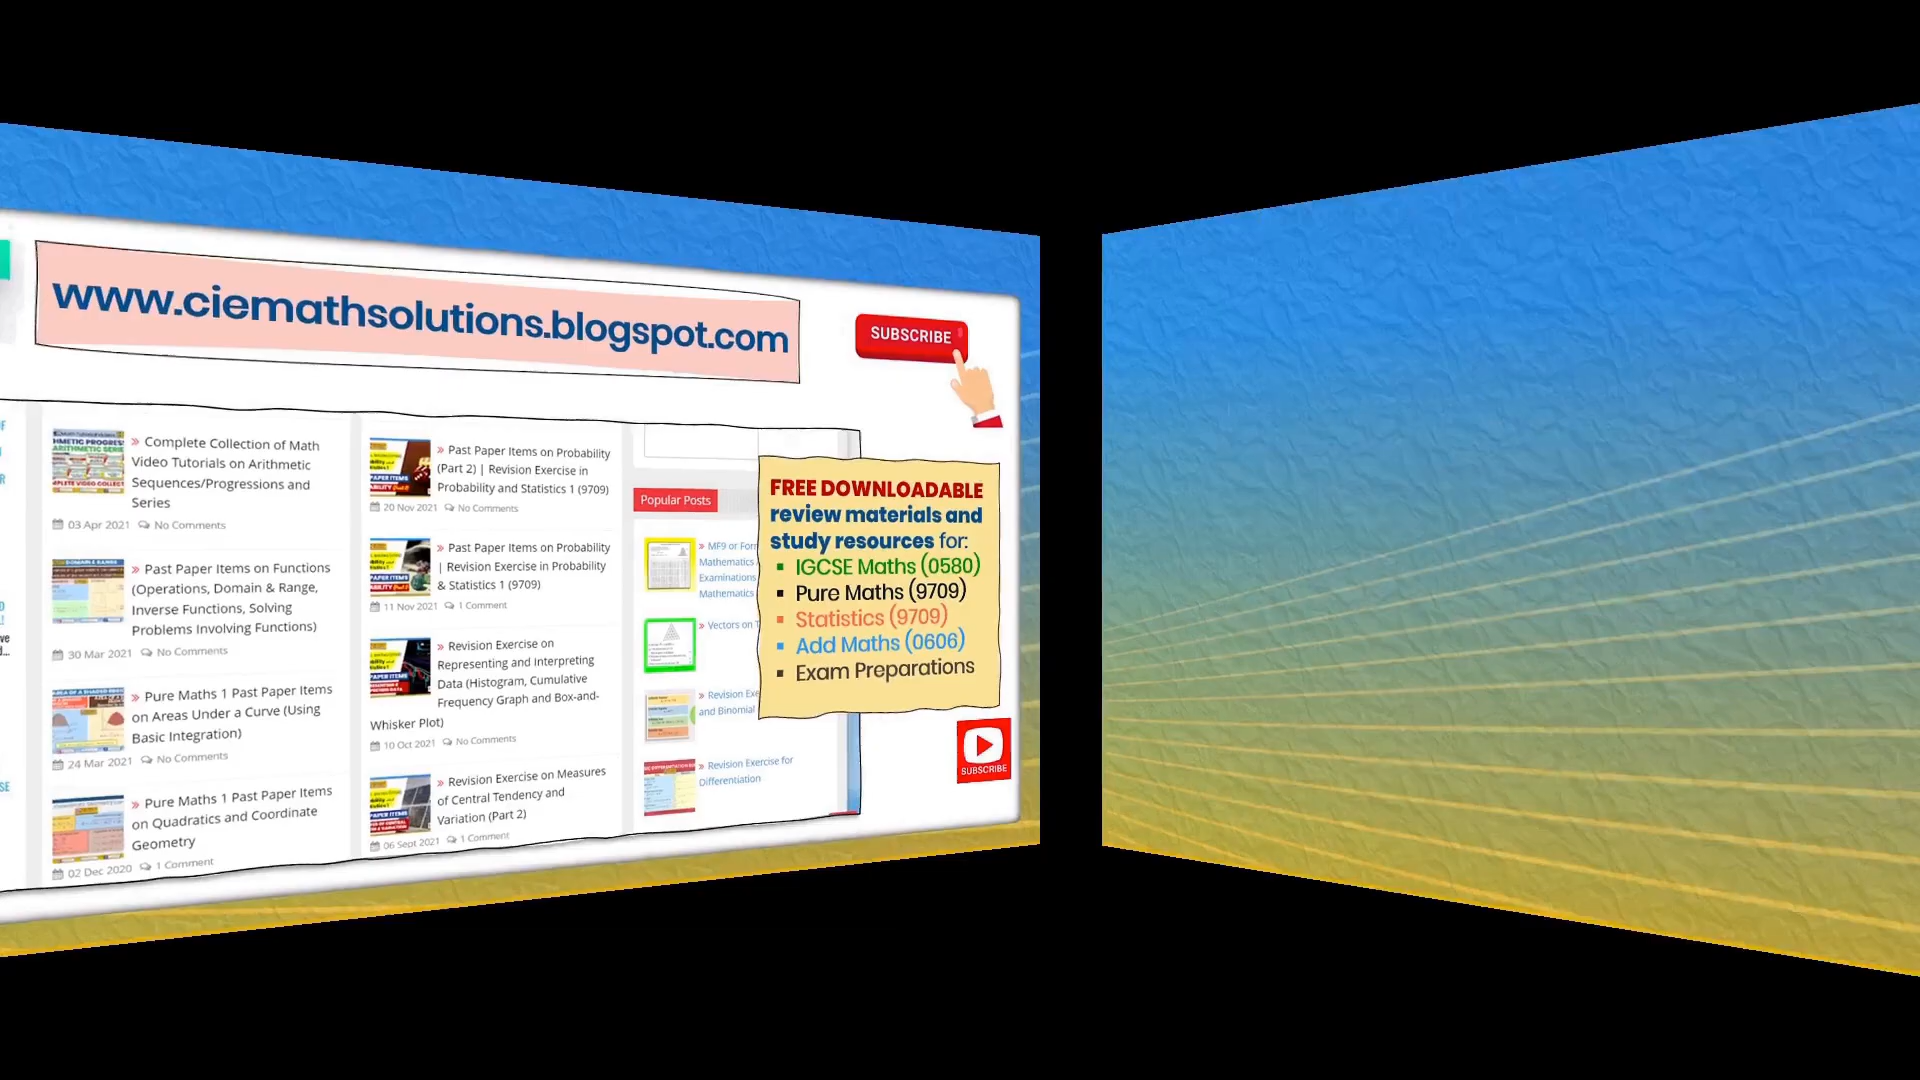 www.ciemathsolutions.blogspot.com
SUBSCRIBE
» Complete Collection of Math
Video Tutorials on Arithmetic
Sequences/Progressions and
Series
03 Apr 2021 No Comments
» Past Paper Items on Functions
(Operations, Domain & Range,
Inverse Functions, Solving
Problems Involving Functions)
30 Mar 2021 No Comments
» Pure Maths 1 Past Paper Items
on Areas Under a Curve (Using
Basic Integration)
24 Mar 2021 No Comments
» Pure Maths 1 Past Paper Items
on Quadratics and Coordinate
Geometry
02 Dec 2020 1 Comment
» Past Paper Items on Probability
(Part 2) | Revision Exercise in
Probability and Statistics 1 (9709)
20 Nov 2021 No Comments
» Past Paper Items on Probability
| Revision Exercise in Probability
& Statistics 1 (9709)
11 Nov 2021 1 Comment
» Revision Exercise on
Representing and Interpreting
Data (Histogram, Cumulative
Frequency Graph and Box-and-
Whisker Plot)
10 Oct 2021 No Comments
» Revision Exercise on Measures
of Central Tendency and
Variation (Part 2)
06 Sept 2021 1 Comment
Popular Posts
» MF9 or
Mathematics
Examinations
Mathematics
» Vectors on
» Revision
and Binomial
» Revision Exercise for
Differentiation
FREE DOWNLOADABLE
review materials and
study resources for:
▪ IGCSE Maths (0580)
▪ Pure Maths (9709)
▪ Statistics (9709)
▪ Add Maths (0606)
▪ Exam Preparations
SUBSCRIBE